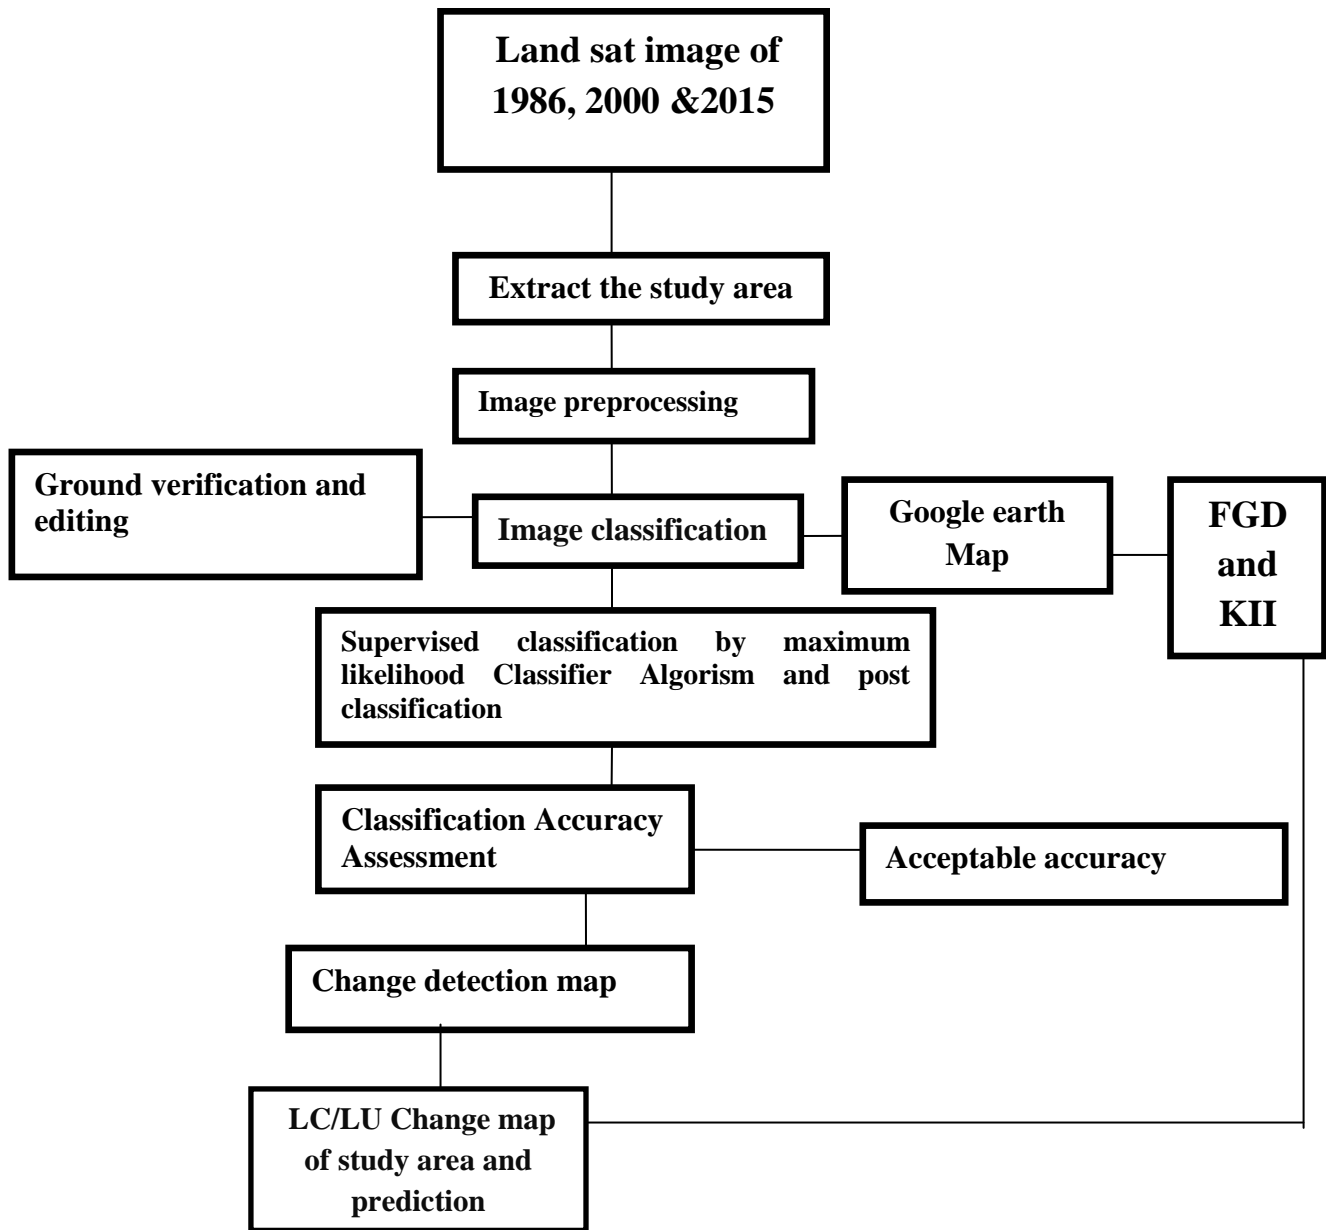 Land sat image of
1986, 2000 &2015
Extract the study area
Image preprocessing
Ground verification and
editing
Image classification
Google earth
Map
FGD
and
KII
Supervised classification by maximum
likelihood Classifier Algorism and post
classification
Classification Accuracy
Assessment
Acceptable accuracy
Change detection map
LC/LU Change map
of study area and
prediction